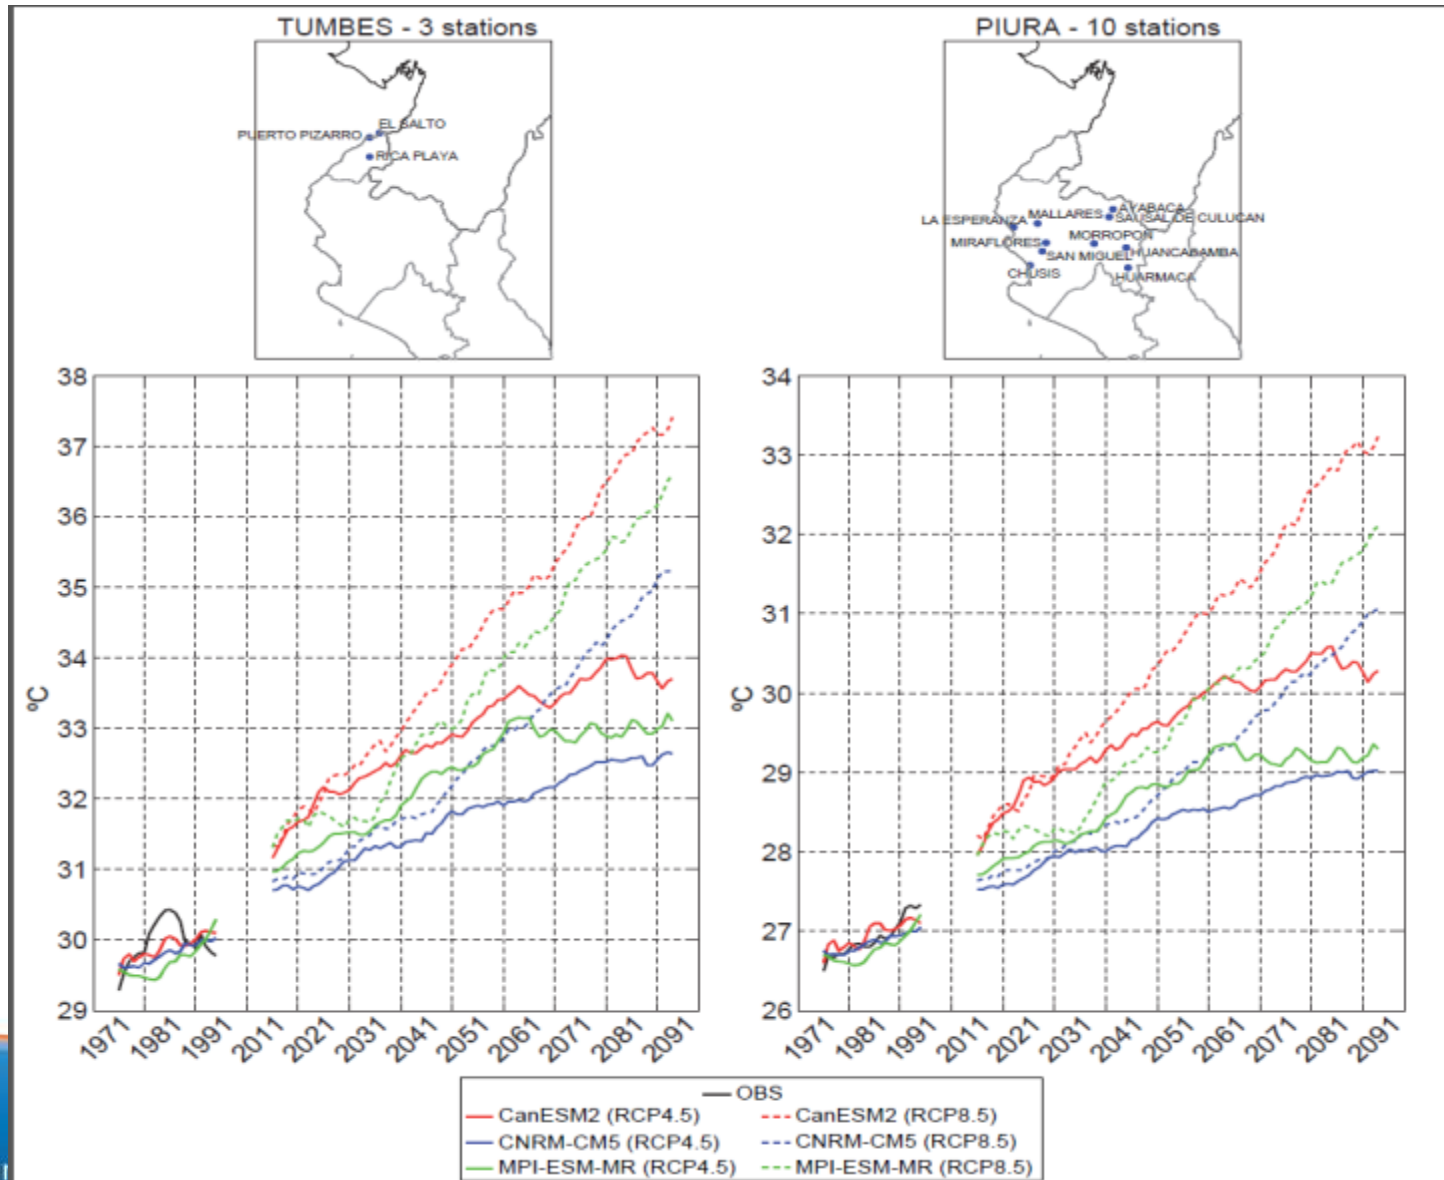 TUMBES - 3 stations
EL SALTO
PUERTO PIZARRO
RICA PLAYA
38
37
36
35
34
33
32
31
30
29
ºC
1971 1981 1991 2011 2021 2031 2041 2051 2061 2071 2081 2091
PIURA - 10 stations
AYABACA
MALLARES
SAUSAL DE CULUCAN
LA ESPERANZA
MORROPON
MIRAFLORES
HUANCABAMBA
SAN MIGUEL
CHUSIS
HUARMACA
34
33
32
31
30
29
28
27
26
ºC
1971 1981 1991 2011 2021 2031 2041 2051 2061 2071 2081 2091
OBS
CanESM2 (RCP4.5) CanESM2 (RCP8.5)
CNRM-CM5 (RCP4.5) CNRM-CM5 (RCP8.5)
MPI-ESM-MR (RCP4.5) MPI-ESM-MR (RCP8.5)